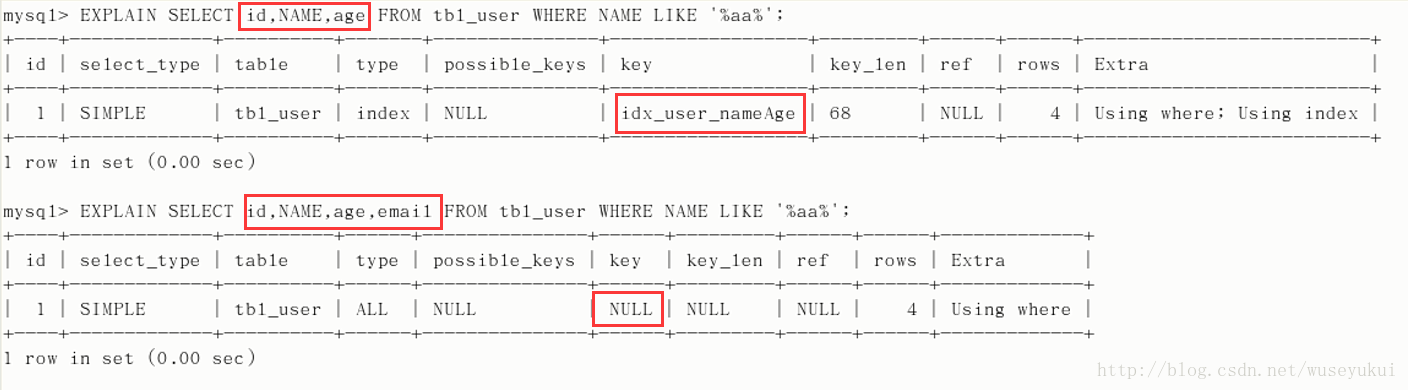 mysql> EXPLAIN SELECT id,NAME,age FROM tbl_user WHERE NAME LIKE '%aa%';
+----+-------------+----------+-------+---------------+------------------+---------+------+------+--------------------------+
| id | select_type | table | type | possible_keys | key | key_len | ref | rows | Extra |
+----+-------------+----------+-------+---------------+------------------+---------+------+------+--------------------------+
| 1 | SIMPLE | tbl_user | index | NULL | idx_user_nameAge | 68 | NULL | 4 | Using where; Using index |
+----+-------------+----------+-------+---------------+------------------+---------+------+------+--------------------------+
1 row in set (0.00 sec)
mysql> EXPLAIN SELECT id,NAME,age,email FROM tbl_user WHERE NAME LIKE '%aa%';
+----+-------------+----------+------+---------------+------+---------+------+------+-------------+
| id | select_type | table | type | possible_keys | key | key_len | ref | rows | Extra |
+----+-------------+----------+------+---------------+------+---------+------+------+-------------+
| 1 | SIMPLE | tbl_user | ALL | NULL | NULL | NULL | NULL | 4 | Using where |
+----+-------------+----------+------+---------------+------+---------+------+------+-------------+
1 row in set (0.00 sec)
http://blog.csdn.net/wuseyukui